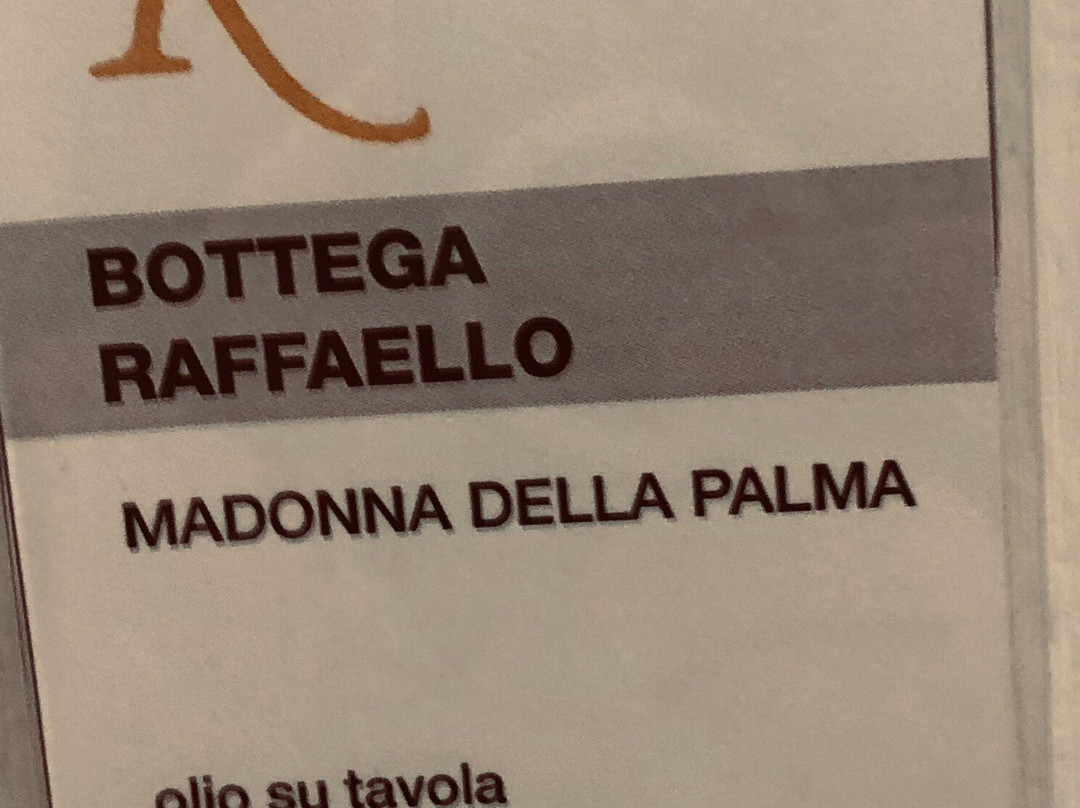 BOTTEGA
RAFFAELLO
MADONNA DELLA PALMA
olio su tavola